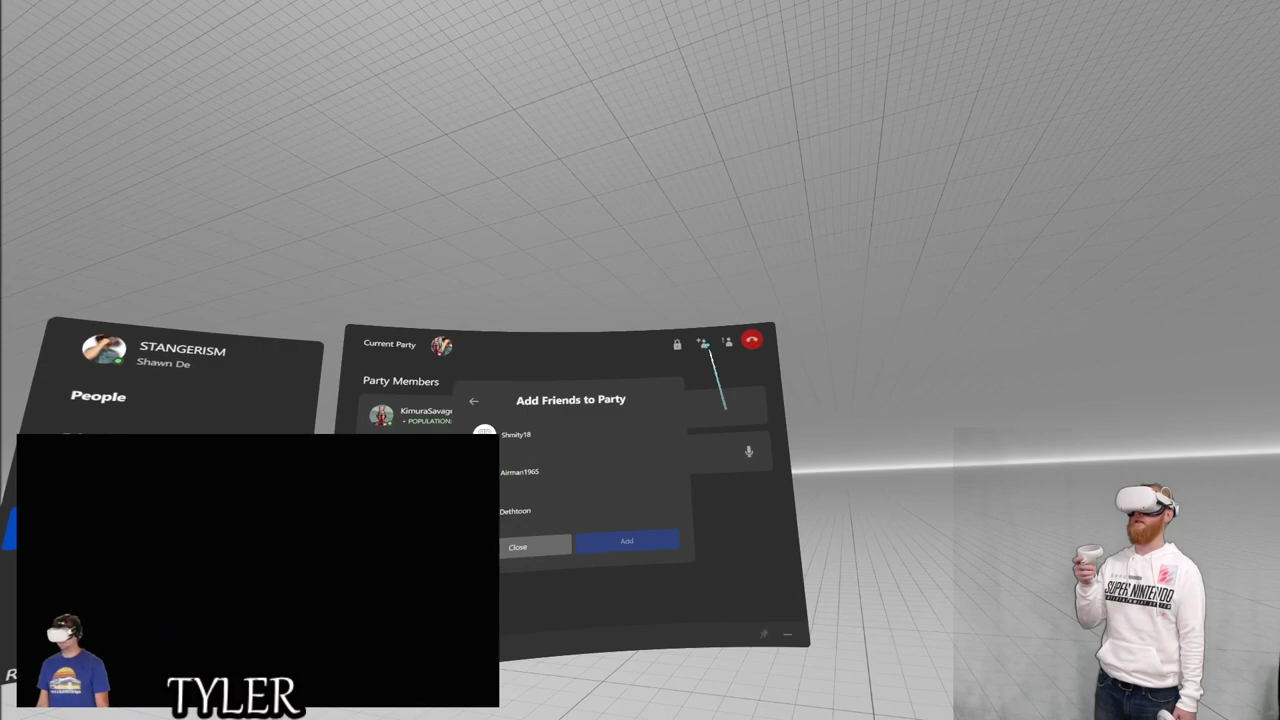 STANGERISM
Shawn De
People
Current Party
Party Members
KimuraSavage
• POPULATION:
Add Friends to Party
Shmity18
Airman1965
Dethtoon
Close
Add
SUPER NINTENDO
TYLER